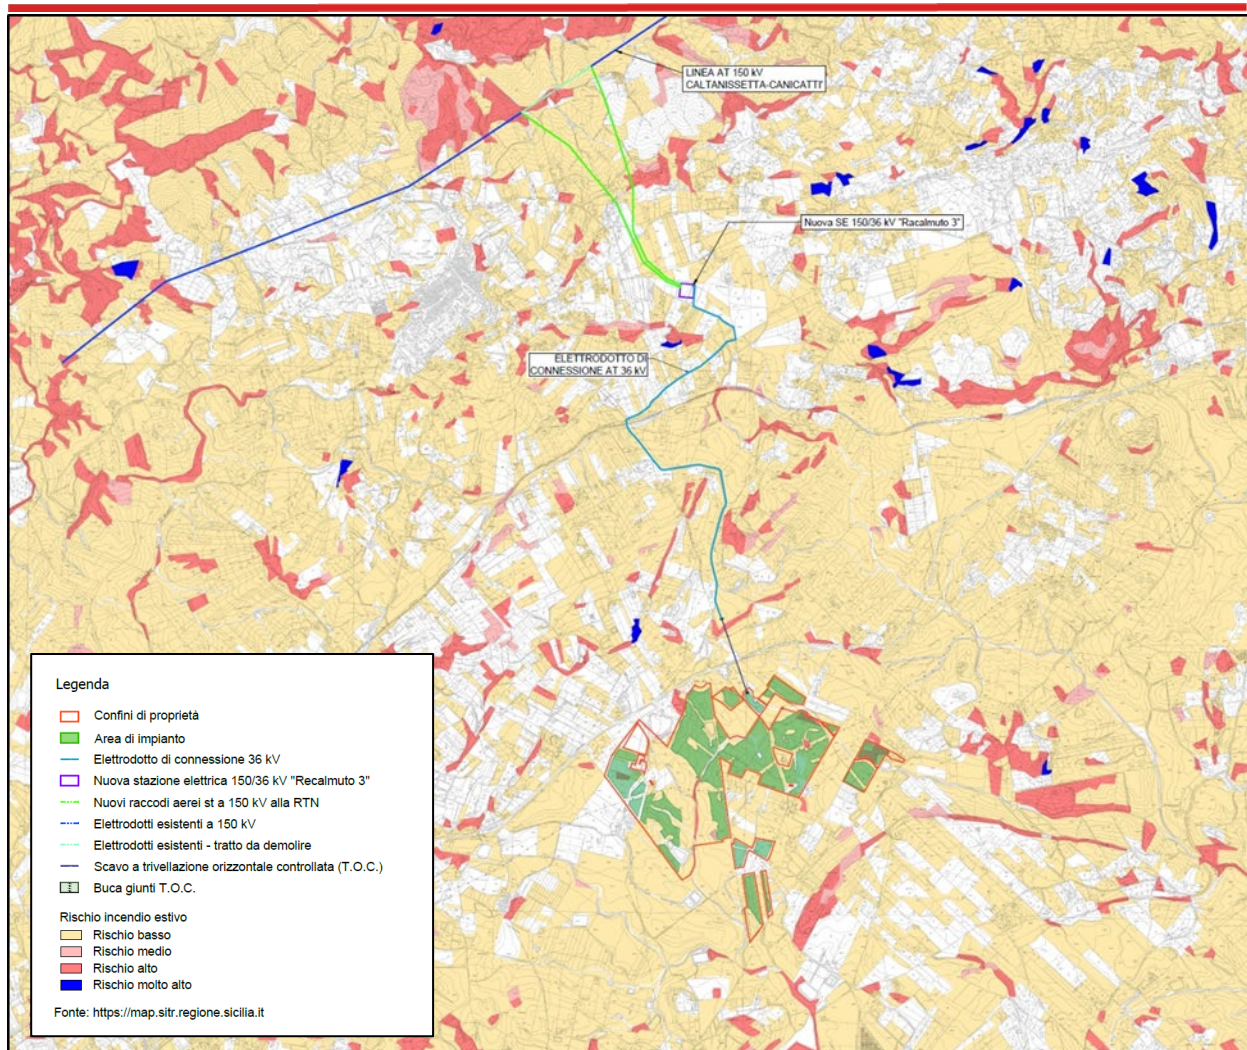 LINEA AT 150 kV
CALTANISSETTA-CANICATTI'
Nuova SE 150/36 kV "Racalmuto 3"
ELETTRODOTTO DI
CONNESSIONE AT 36 kV
Legenda
Confini di proprietà
Area di impianto
Elettrodotto di connessione 36 kV
Nuova stazione elettrica 150/36 kV "Recalmuto 3"
Nuovi raccodi aerei st a 150 kV alla RTN
Elettrodotti esistenti a 150 kV
Elettrodotti esistenti - tratto da demolire
Scavo a trivellazione orizzontale controllata (T.O.C.)
Buca giunti T.O.C.
Rischio incendio estivo
Rischio basso
Rischio medio
Rischio alto
Rischio molto alto
Fonte: https://map.sitr.regione.sicilia.it